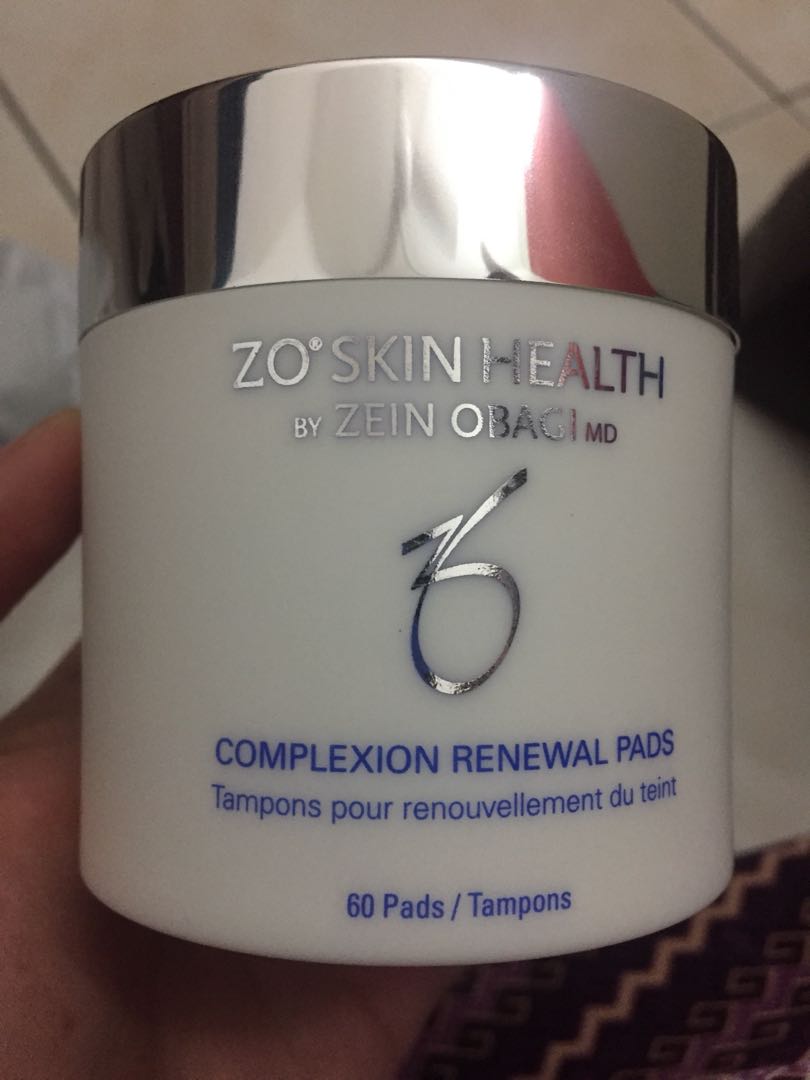 ZO® SKIN HEALTH
BY ZEIN OBAGI MD
COMPLEXION RENEWAL PADS
Tampons pour renouvellement du teint
60 Pads / Tampons